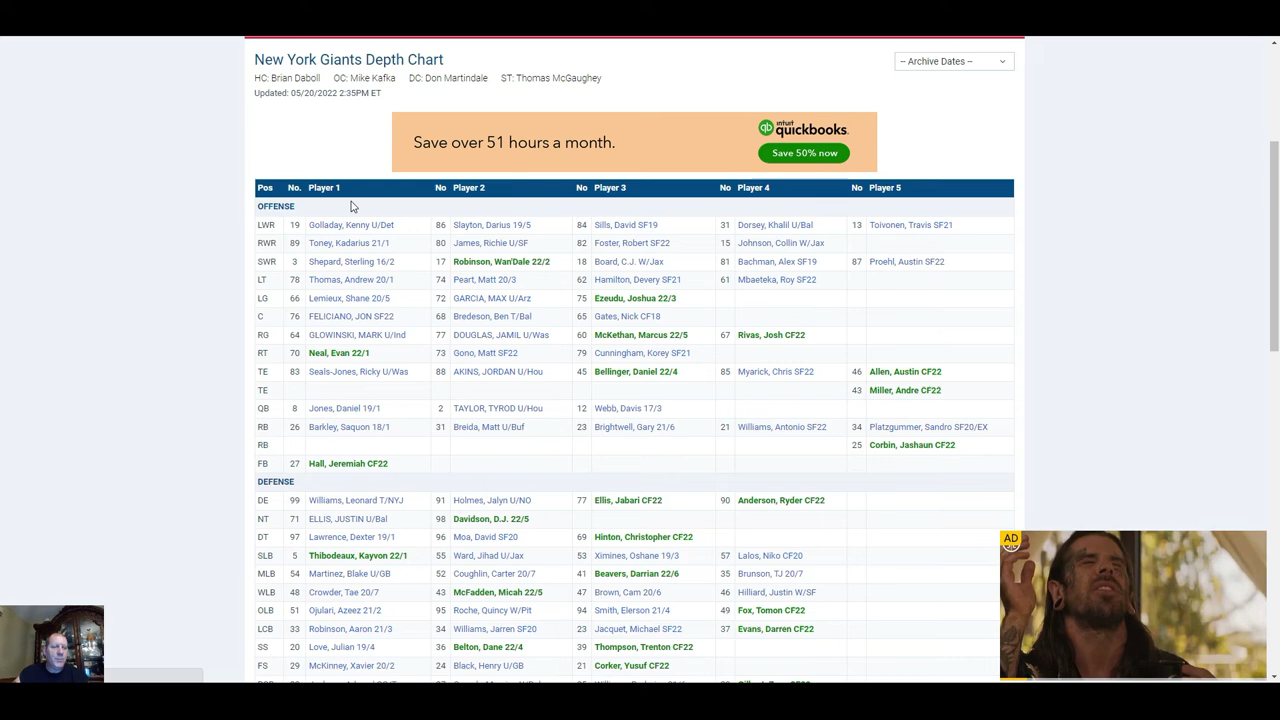 New York Giants Depth Chart
-- Archive Dates --
HC: Brian Daboll OC: Mike Kafka DC: Don Martindale ST: Thomas McGaughey
Updated: 05/20/2022 2:35PM ET
Save over 51 hours a month.
intuit
quickbooks.
Save 50% now
Pos No. Player 1 No Player 2 No Player 3 No Player 4 No Player 5
OFFENSE
LWR 19 Golladay, Kenny U/Det 86 Slayton, Darius 19/5 84 Sills, David SF19 31 Dorsey, Khalil U/Bal 13 Toivonen, Travis SF21
RWR 89 Toney, Kadarius 21/1 80 James, Richie U/SF 82 Foster, Robert SF22 15 Johnson, Collin W/Jax
SWR 3 Shepard, Sterling 16/2 17 Robinson, Wan'Dale 22/2 18 Board, C.J. W/Jax 81 Bachman, Alex SF19 87 Proehl, Austin SF22
LT 78 Thomas, Andrew 20/1 74 Peart, Matt 20/3 62 Hamilton, Devery SF21 61 Mbaeteka, Roy SF22
LG 66 Lemieux, Shane 20/5 72 GARCIA, MAX U/Arz 75 Ezeudu, Joshua 22/3
C 76 FELICIANO, JON SF22 68 Bredeson, Ben T/Bal 65 Gates, Nick CF18
RG 64 GLOWINSKI, MARK U/Ind 77 DOUGLAS, JAMIL U/Was 60 McKethan, Marcus 22/5 67 Rivas, Josh CF22
RT 70 Neal, Evan 22/1 73 Gono, Matt SF22 79 Cunningham, Korey SF21
TE 83 Seals-Jones, Ricky U/Was 88 AKINS, JORDAN U/Hou 45 Bellinger, Daniel 22/4 85 Myarick, Chris SF22 46 Allen, Austin CF22
TE 43 Miller, Andre CF22
QB 8 Jones, Daniel 19/1 2 TAYLOR, TYROD U/Hou 12 Webb, Davis 17/3
RB 26 Barkley, Saquon 18/1 31 Breida, Matt U/Buf 23 Brightwell, Gary 21/6 21 Williams, Antonio SF22 34 Platzgummer, Sandro SF20/EX
RB 25 Corbin, Jashaun CF22
FB 27 Hall, Jeremiah CF22
DEFENSE
DE 99 Williams, Leonard T/NYJ 91 Holmes, Jalyn U/NO 77 Ellis, Jabari CF22 90 Anderson, Ryder CF22
NT 71 ELLIS, JUSTIN U/Bal 98 Davidson, D.J. 22/5
DT 97 Lawrence, Dexter 19/1 96 Moa, David SF20 69 Hinton, Christopher CF22
SLB 5 Thibodeaux, Kayvon 22/1 55 Ward, Jihad U/Jax 53 Ximines, Oshane 19/3 57 Lalos, Niko CF20
MLB 54 Martinez, Blake U/GB 52 Coughlin, Carter 20/7 41 Beavers, Darrian 22/6 35 Brunson, TJ 20/7
WLB 48 Crowder, Tae 20/7 43 McFadden, Micah 22/5 47 Brown, Cam 20/6 46 Hilliard, Justin W/SF
OLB 51 Ojulari, Azeez 21/2 95 Roche, Quincy W/Pit 94 Smith, Elerson 21/4 49 Fox, Tomon CF22
LCB 33 Robinson, Aaron 21/3 34 Williams, Jarren SF20 23 Jacquet, Michael SF22 37 Evans, Darren CF22
SS 20 Love, Julian 19/4 36 Belton, Dane 22/4 39 Thompson, Trenton CF22
FS 29 McKinney, Xavier 20/2 24 Black, Henry U/GB 21 Corker, Yusuf CF22
AD